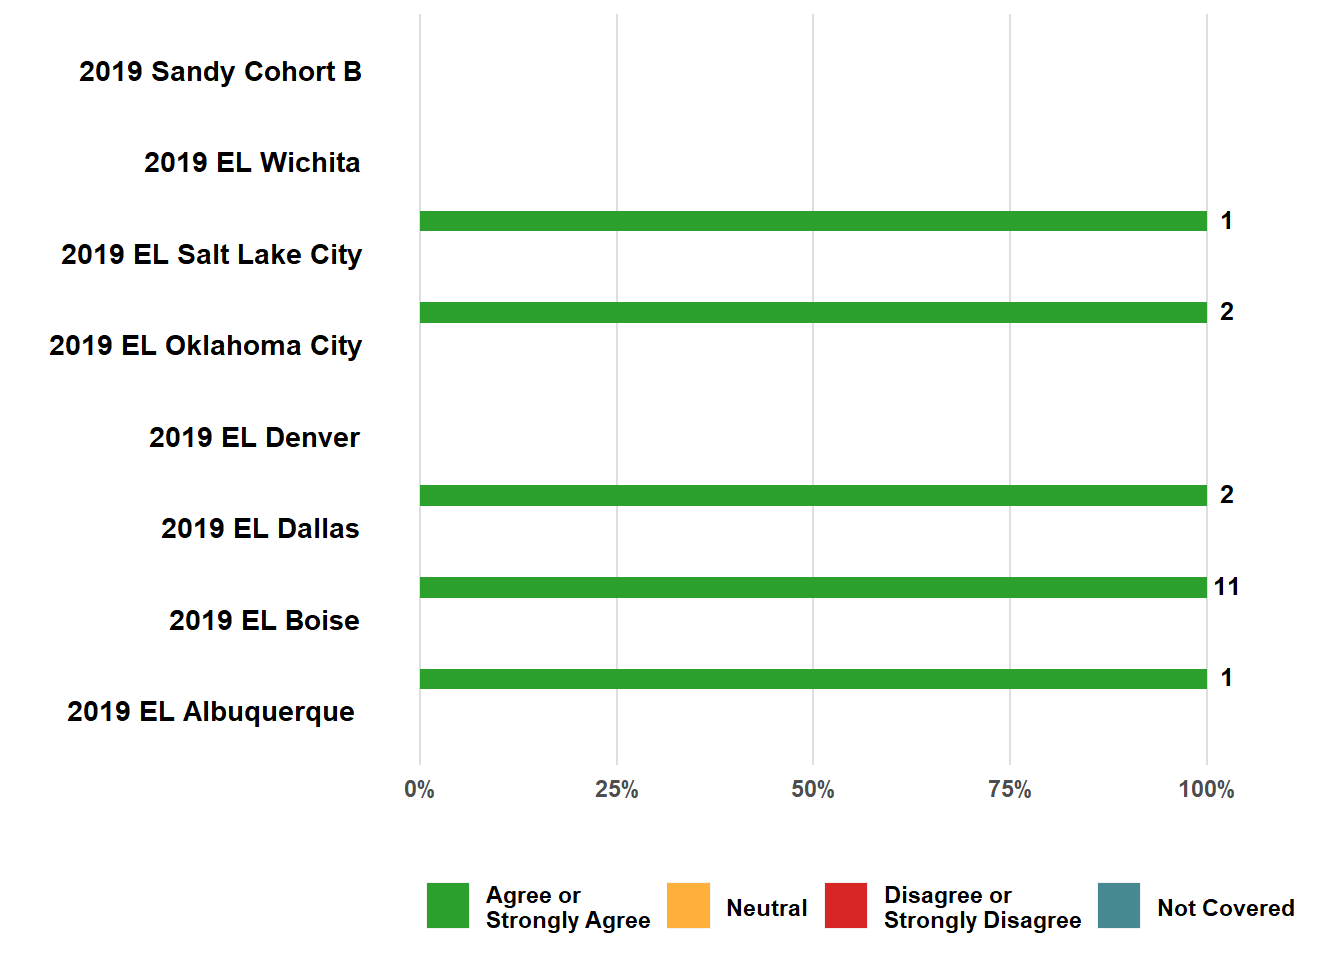 2019 Sandy Cohort B
2019 EL Wichita
1
2019 EL Salt Lake City
2
2019 EL Oklahoma City
2019 EL Denver
2
2019 EL Dallas
11
2019 EL Boise
1
2019 EL Albuquerque
0% 25% 50% 75% 100%
Agree or
Strongly Agree
Neutral
Disagree or
Strongly Disagree
Not Covered